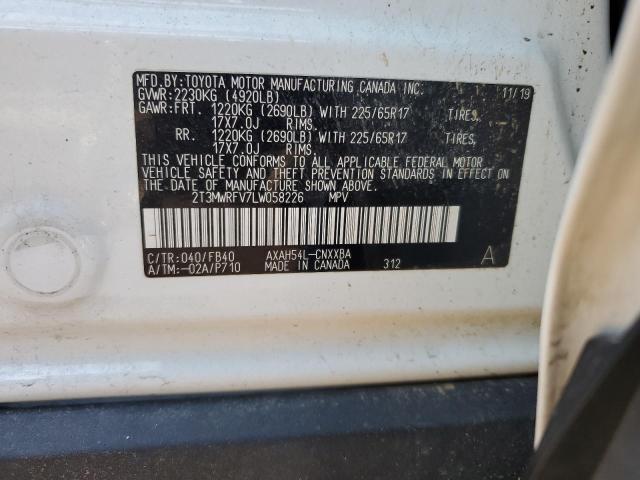 MFD. BY: TOYOTA MOTOR MANUFACTURING CANADA INC. 11/19
GVWR: 2230KG (4920LB)
GAWR: FRT. 1220KG (2690LB) WITH 225/65R17 TIRES,
17X7.0J RIMS.
RR. 1220KG (2690LB) WITH 225/65R17 TIRES,
17X7.0J RIMS.
THIS VEHICLE CONFORMS TO ALL APPLICABLE FEDERAL MOTOR
VEHICLE SAFETY AND THEFT PREVENTION STANDARDS IN EFFECT ON THE
DATE OF MANUFACTURE SHOWN ABOVE.
2T3MWRFV7LW058226 MPV
C/TR: 040/FB40 AXAH54L-CNXXBA
A/TM: -02A/P710 MADE IN CANADA 312 A